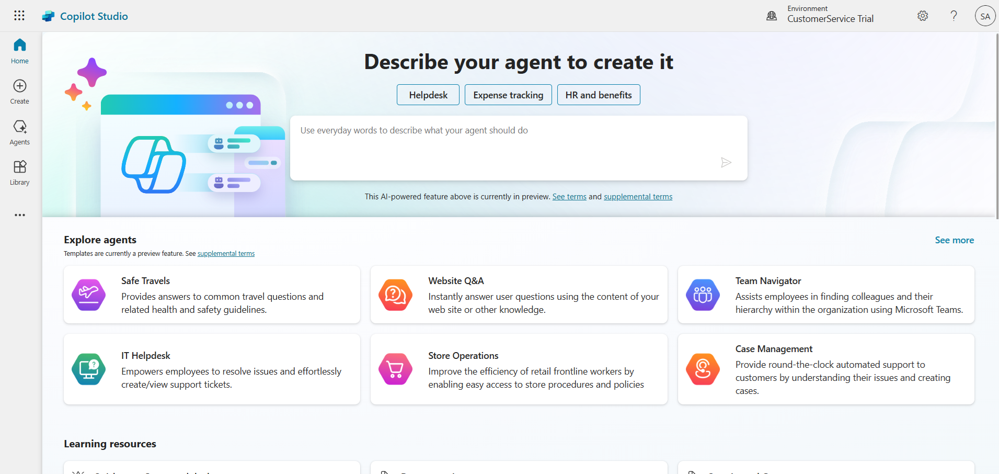 Copilot Studio
Environment
CustomerService Trial
SA
Home
Create
Agents
Library
Describe your agent to create it
Helpdesk
Expense tracking
HR and benefits
Use everyday words to describe what your agent should do
This AI-powered feature above is currently in preview. See terms and supplemental terms
Explore agents
See more
Templates are currently a preview feature. See supplemental terms
Safe Travels
Provides answers to common travel questions and
related health and safety guidelines.
Website Q&A
Instantly answer user questions using the content of your
web site or other knowledge.
Team Navigator
Assists employees in finding colleagues and their
hierarchy within the organization using Microsoft Teams.
IT Helpdesk
Empowers employees to resolve issues and effortlessly
create/view support tickets.
Store Operations
Improve the efficiency of retail frontline workers by
enabling easy access to store procedures and policies
Case Management
Provide round-the-clock automated support to
customers by understanding their issues and creating
cases.
Learning resources